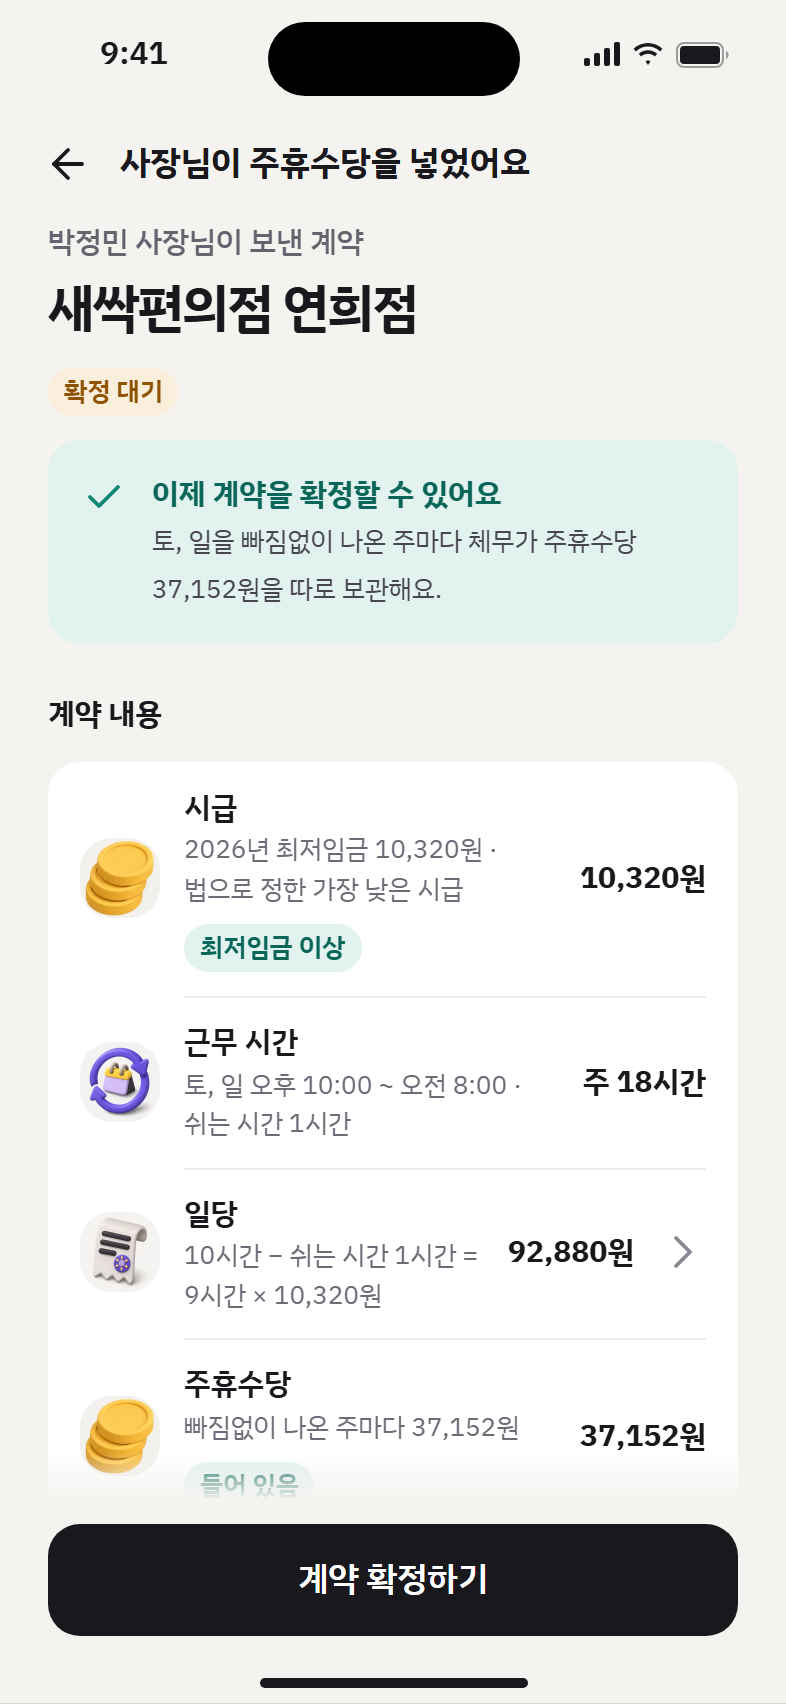 9:41
사장님이 주휴수당을 넣었어요
박정민 사장님이 보낸 계약
새싹편의점 연희점
확정 대기
이제 계약을 확정할 수 있어요
토, 일을 빠짐없이 나온 주마다 체무가 주휴수당
37,152원을 따로 보관해요.
계약 내용
시급
2026년 최저임금 10,320원 ·
법으로 정한 가장 낮은 시급
10,320원
최저임금 이상
근무 시간
토, 일 오후 10:00 ~ 오전 8:00 ·
쉬는 시간 1시간
주 18시간
일당
10시간 − 쉬는 시간 1시간 =
9시간 × 10,320원
92,880원
주휴수당
빠짐없이 나온 주마다 37,152원
37,152원
들어 있음
계약 확정하기